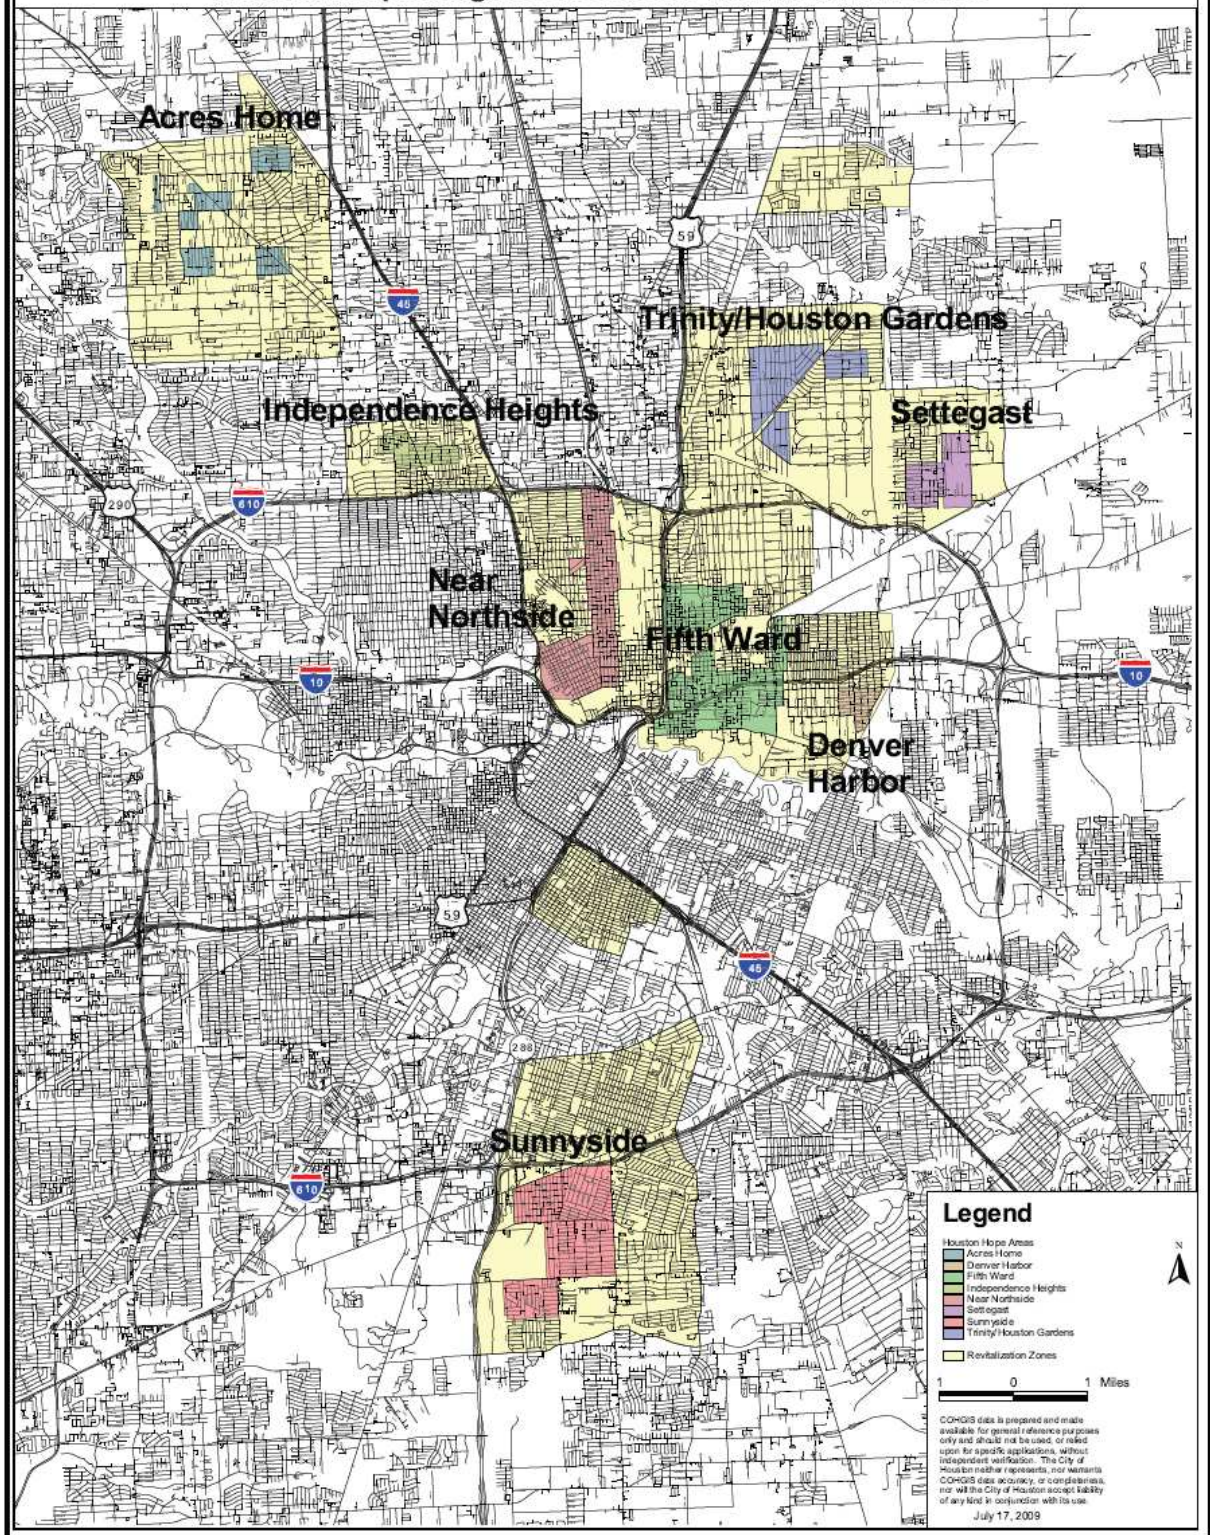 Acres Home
59
Trinity/Houston Gardens
45
Independence Heights
Settegast
290
610
Near
Northside
Fifth Ward
10
10
Denver
Harbor
59
45
288
Sunnyside
610
Legend
Houston Hope Areas
Acres Home
Denver Harbor
Fifth Ward
Independence Heights
Near Northside
Settegast
Sunnyside
Trinity/Houston Gardens
Revitalization Zones
N
1 0 1 Miles
COHGIS data is prepared and made
available for general reference purposes
only and should not be used, or relied
upon for specific applications, without
independent verification. The City of
Houston neither represents, nor warrants
COHGIS data accuracy, or completeness,
nor will the City of Houston accept liability
of any kind in conjunction with its use.
July 17, 2009